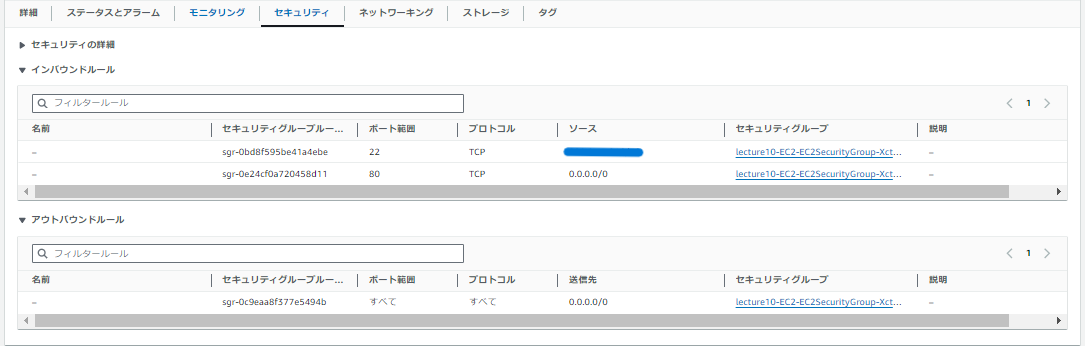 詳細 ステータスとアラーム モニタリング セキュリティ ネットワーキング ストレージ タグ
▶ セキュリティの詳細
▼ インバウンドルール
フィルタールール
1
名前 セキュリティグループルー... ポート範囲 プロトコル ソース セキュリティグループ 説明
– sgr-0bd8f595be41a4ebe 22 TCP lecture10-EC2-EC2SecurityGroup-Xct... –
– sgr-0e24cf0a720458d11 80 TCP 0.0.0.0/0 lecture10-EC2-EC2SecurityGroup-Xct... –
▼ アウトバウンドルール
フィルタールール
1
名前 セキュリティグループルー... ポート範囲 プロトコル 送信先 セキュリティグループ 説明
– sgr-0c9eaa8f377e5494b すべて すべて 0.0.0.0/0 lecture10-EC2-EC2SecurityGroup-Xct... –